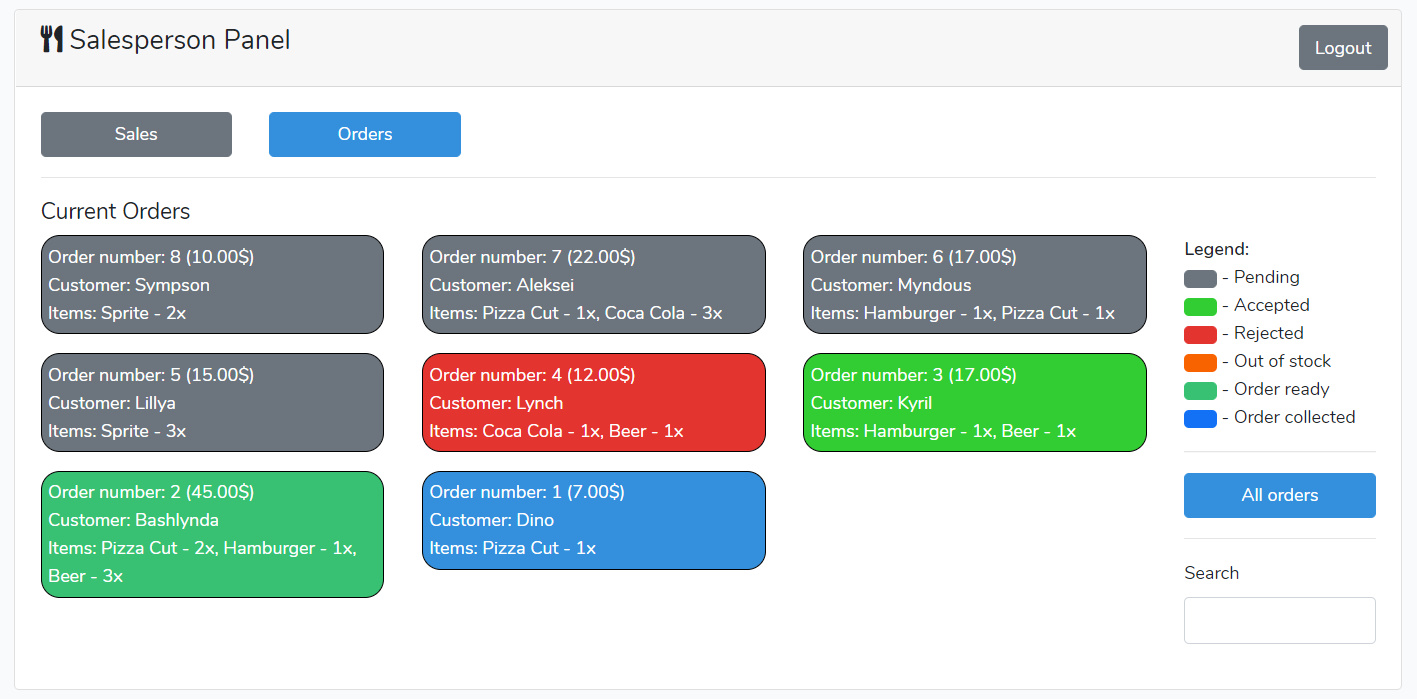 Salesperson Panel
Logout
Sales
Orders
Current Orders
Order number: 8 (10.00$)
Customer: Sympson
Items: Sprite - 2x
Order number: 7 (22.00$)
Customer: Aleksei
Items: Pizza Cut - 1x, Coca Cola - 3x
Order number: 6 (17.00$)
Customer: Myndous
Items: Hamburger - 1x, Pizza Cut - 1x
Order number: 5 (15.00$)
Customer: Lillya
Items: Sprite - 3x
Order number: 4 (12.00$)
Customer: Lynch
Items: Coca Cola - 1x, Beer - 1x
Order number: 3 (17.00$)
Customer: Kyril
Items: Hamburger - 1x, Beer - 1x
Order number: 2 (45.00$)
Customer: Bashlynda
Items: Pizza Cut - 2x, Hamburger - 1x,
Beer - 3x
Order number: 1 (7.00$)
Customer: Dino
Items: Pizza Cut - 1x
Legend:
- Pending
- Accepted
- Rejected
- Out of stock
- Order ready
- Order collected
All orders
Search